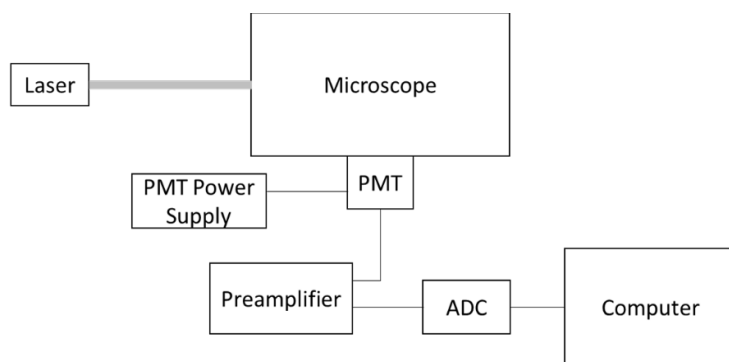 Laser
Microscope
PMT
PMT Power
Supply
Preamplifier
ADC
Computer